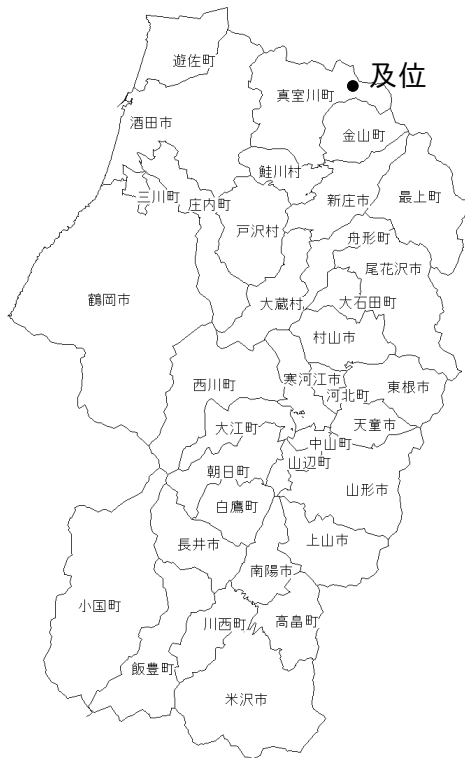 遊佐町
及位
真室川町
酒田市
金山町
鮭川村
三川町
庄内町
新庄市
最上町
戸沢村
舟形町
尾花沢市
鶴岡市
大蔵村
大石田町
村山市
西川町
寒河江市
東根市
河北町
大江町
天童市
中山町
山辺町
朝日町
山形市
白鷹町
長井市
上山市
南陽市
小国町
川西町
高畠町
飯豊町
米沢市